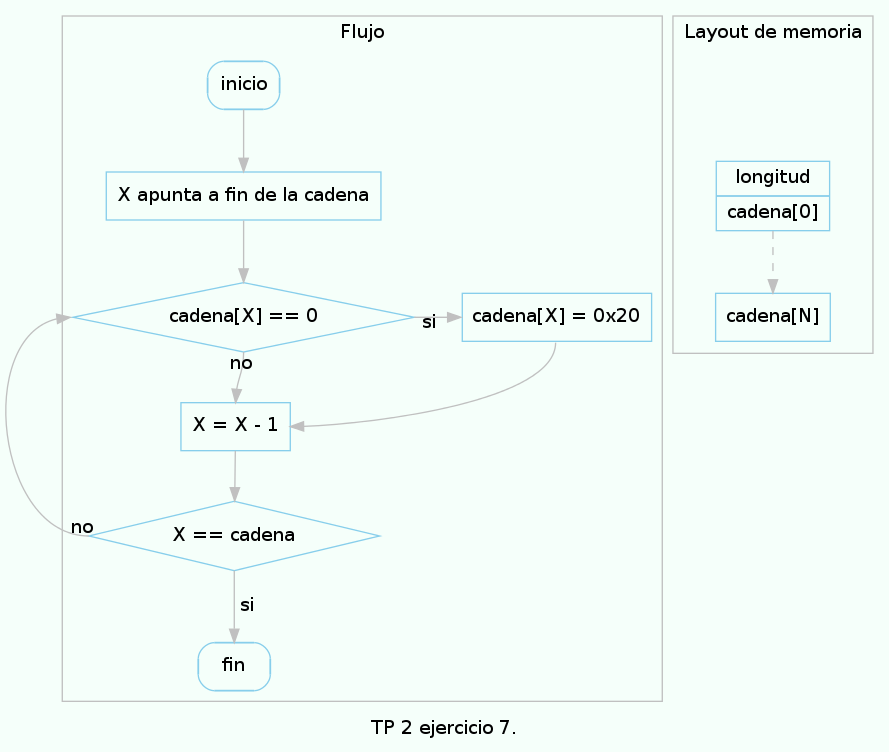 Flujo
inicio
X apunta a fin de la cadena
cadena[X] == 0
si
cadena[X] = 0x20
no
X = X - 1
no
X == cadena
si
fin
Layout de memoria
longitud
cadena[0]
cadena[N]
TP 2 ejercicio 7.